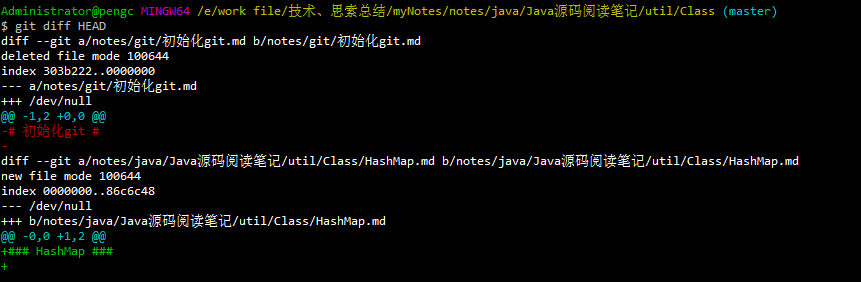 Administrator@pengc MINGW64 /e/work file/技术、思索总结/myNotes/notes/java/Java源码阅读笔记/util/Class (master)
$ git diff HEAD
diff --git a/notes/git/初始化git.md b/notes/git/初始化git.md
deleted file mode 100644
index 303b222..0000000
--- a/notes/git/初始化git.md
+++ /dev/null
@@ -1,2 +0,0 @@
-# 初始化git #
-
diff --git a/notes/java/Java源码阅读笔记/util/Class/HashMap.md b/notes/java/Java源码阅读笔记/util/Class/HashMap.md
new file mode 100644
index 0000000..86c6c48
--- /dev/null
+++ b/notes/java/Java源码阅读笔记/util/Class/HashMap.md
@@ -0,0 +1,2 @@
+### HashMap ###
+